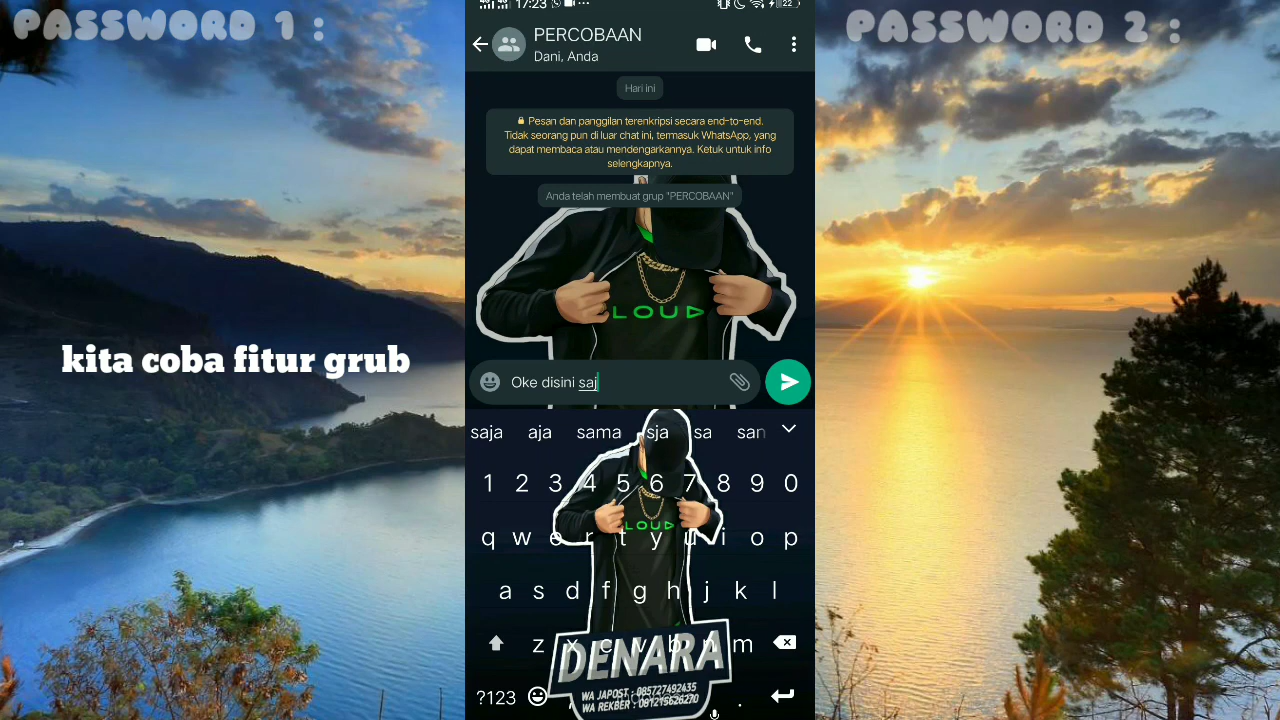 PASSWORD 1 :
PASSWORD 2 :
17:23
22
PERCOBAAN
Dani, Anda
Hari ini
Pesan dan panggilan terenkripsi secara end-to-end.
Tidak seorang pun di luar chat ini, termasuk WhatsApp, yang
dapat membaca atau mendengarkannya. Ketuk untuk info
selengkapnya.
Anda telah membuat grup "PERCOBAAN"
LOUD
kita coba fitur grub
Oke disini saj
saja aja sama sja sa san
1 2 3 4 5 6 7 8 9 0
LOUD
q w e r t y u i o p
a s d f g h j k l
z x c v b n m
DENARA
WA JAPOST : 085727492435
WA REKBER : 081215626270
?123 , .